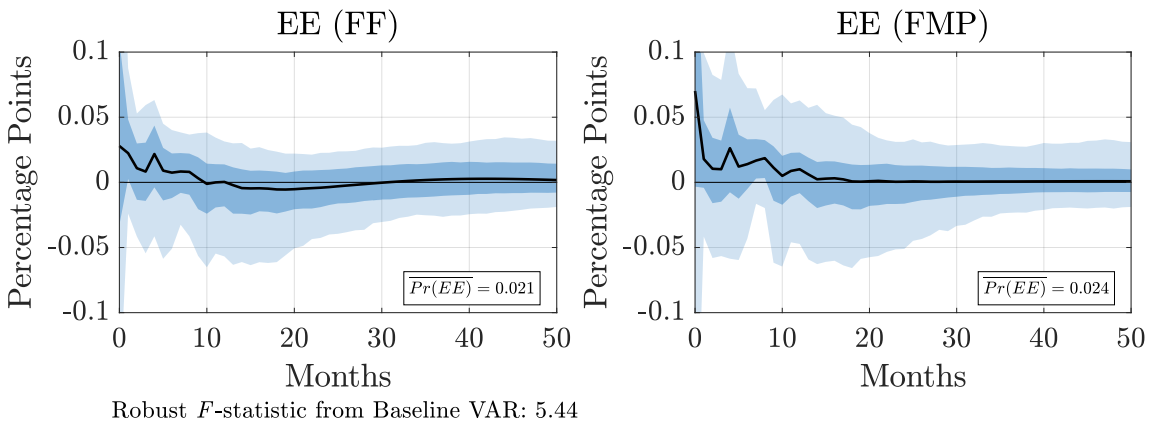 EE (FF)
Percentage Points
0.1
0.05
0
-0.05
-0.1
0 10 20 30 40 50
Months
Pr(EE) = 0.021
Robust F-statistic from Baseline VAR: 5.44
EE (FMP)
Percentage Points
0.1
0.05
0
-0.05
-0.1
0 10 20 30 40 50
Months
Pr(EE) = 0.024